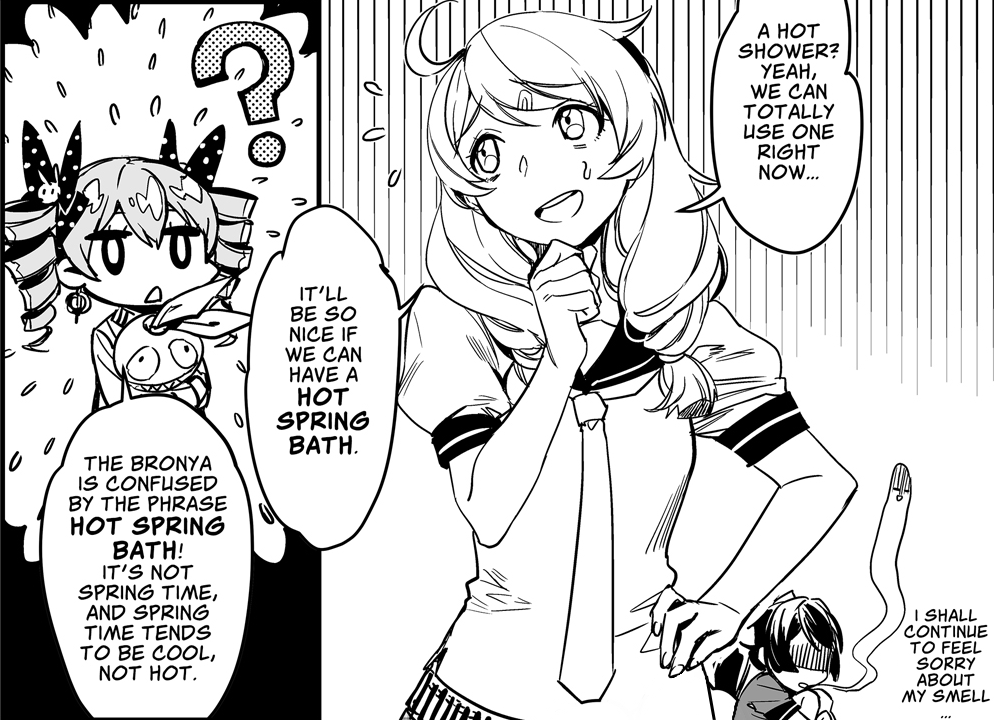 A HOT
SHOWER?
YEAH,
WE CAN
TOTALLY
USE ONE
RIGHT
NOW...
IT'LL
BE SO
NICE IF
WE CAN
HAVE A
HOT
SPRING
BATH.
I SHALL
CONTINUE
TO FEEL
SORRY
ABOUT
MY SMELL
...
?
THE BRONYA
IS CONFUSED
BY THE PHRASE
HOT SPRING
BATH!
IT'S NOT
SPRING TIME,
AND SPRING
TIME TENDS
TO BE COOL,
NOT HOT.